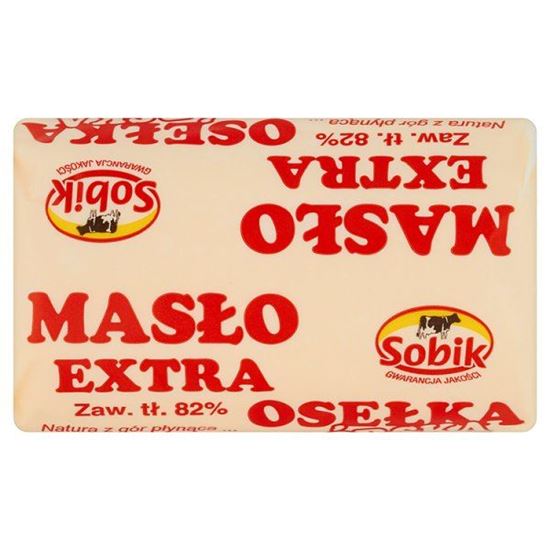 Natura z gór płynąca ...
OSEŁKA
Zaw. tł. 82%
EXTRA
MASŁO
Sobik
GWARANCJA JAKOŚCI
MASŁO
EXTRA
Zaw. tł. 82%
OSEŁKA
Natura z gór płynąca ...
Sobik
GWARANCJA JAKOŚCI